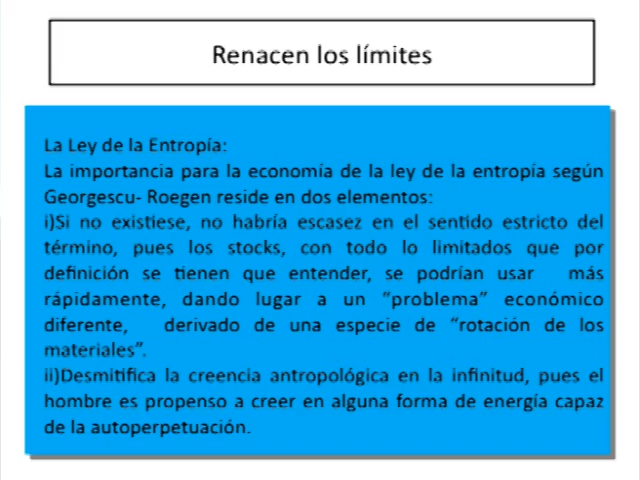 Renacen los límites
La Ley de la Entropía:
La importancia para la economía de la ley de la entropía según
Georgescu- Roegen reside en dos elementos:
i)Si no existiese, no habría escasez en el sentido estricto del
término, pues los stocks, con todo lo limitados que por
definición se tienen que entender, se podrían usar más
rápidamente, dando lugar a un “problema” económico
diferente, derivado de una especie de “rotación de los
materiales”.
ii)Desmitifica la creencia antropológica en la infinitud, pues el
hombre es propenso a creer en alguna forma de energía capaz
de la autoperpetuación.